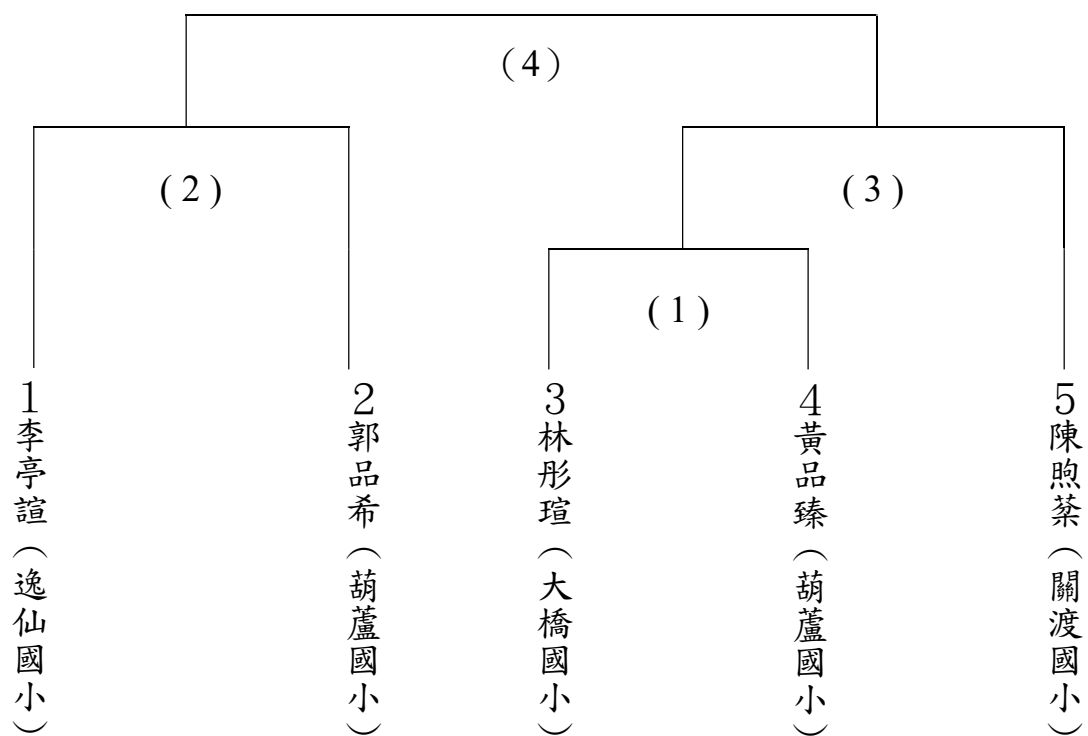 (4)
(2)
(3)
(1)
1李亭諠（逸仙國小）
2郭品希（葫蘆國小）
3林彤瑄（大橋國小）
4黃品臻（葫蘆國小）
5陳煦棻（關渡國小）